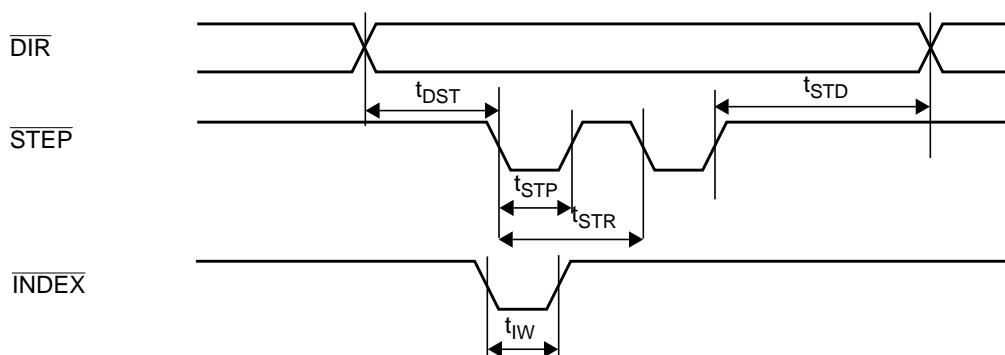 DIR
tDST
tSTD
STEP
tSTP
tSTR
INDEX
tIW